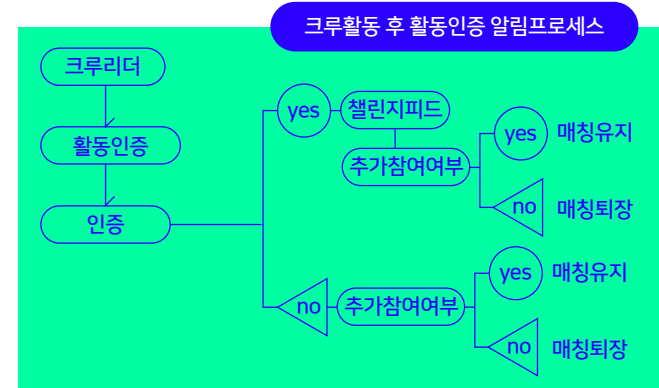 크루활동 후 활동인증 알림프로세스
크루리더
활동인증
인증
yes
챌린지피드
추가참여여부
yes
매칭유지
no
매칭퇴장
no
추가참여여부
yes
매칭유지
no
매칭퇴장